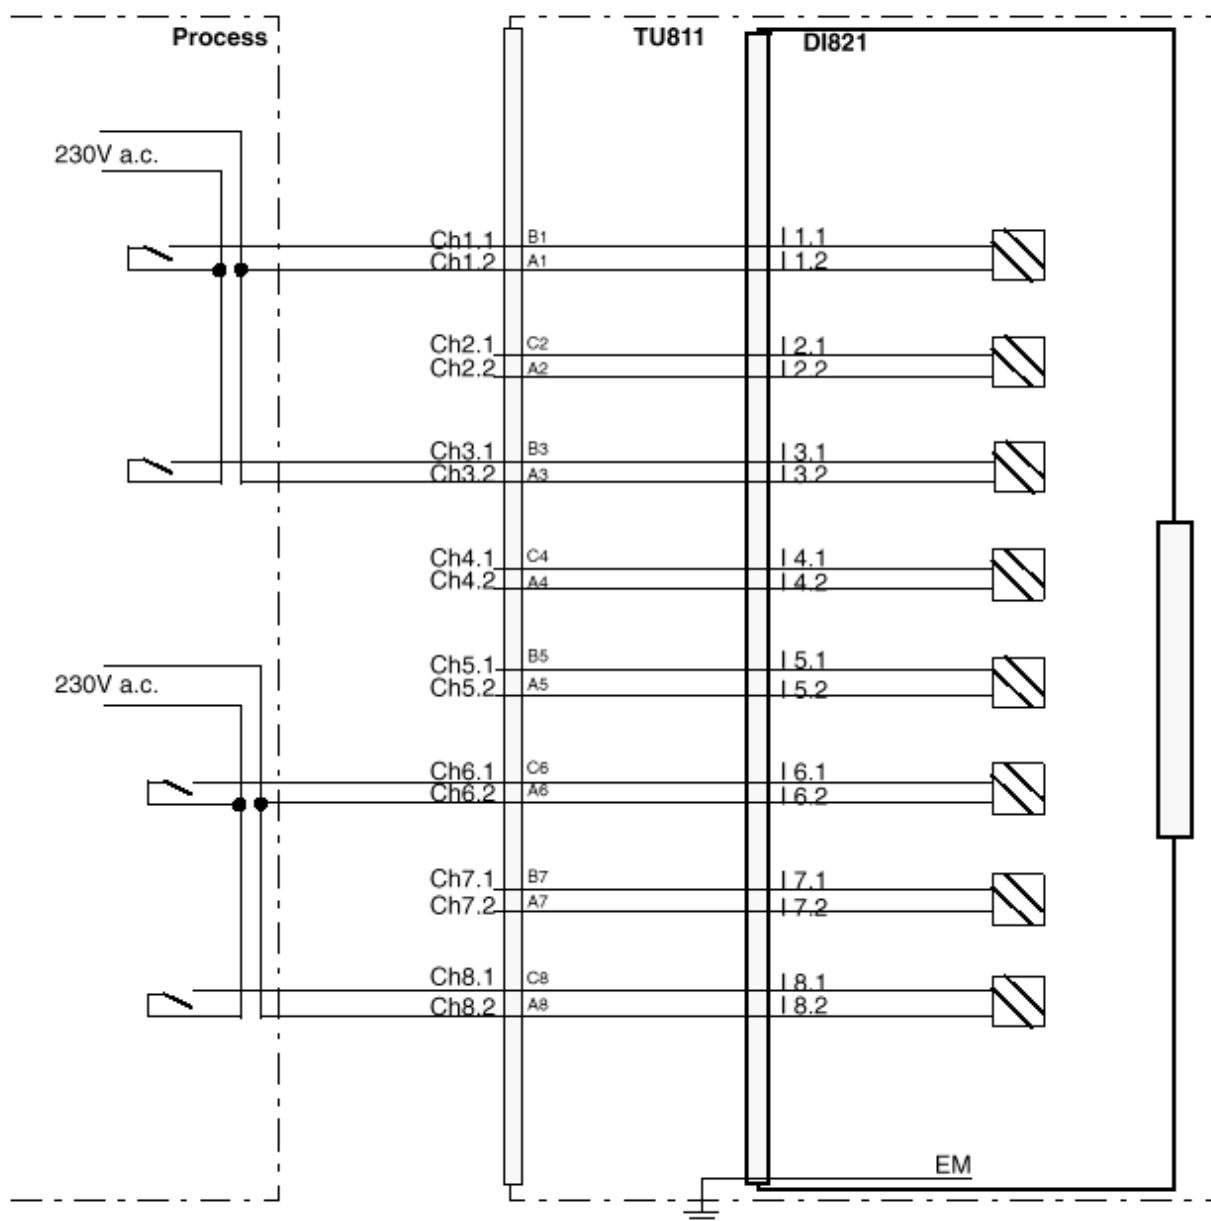 Process TU811 DI821
230V a.c.
Ch1.1 B1 I 1.1
Ch1.2 A1 I 1.2
Ch2.1 C2 I 2.1
Ch2.2 A2 I 2.2
Ch3.1 B3 I 3.1
Ch3.2 A3 I 3.2
Ch4.1 C4 I 4.1
Ch4.2 A4 I 4.2
Ch5.1 B5 I 5.1
230V a.c. Ch5.2 A5 I 5.2
Ch6.1 C6 I 6.1
Ch6.2 A6 I 6.2
Ch7.1 B7 I 7.1
Ch7.2 A7 I 7.2
Ch8.1 C8 I 8.1
Ch8.2 A8 I 8.2
EM